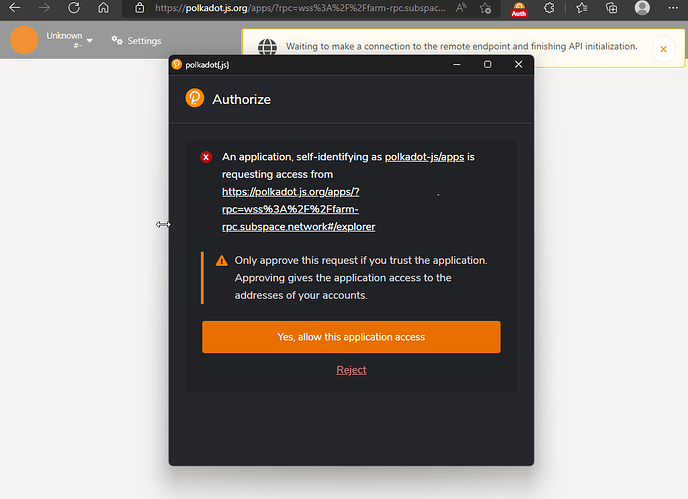 https://polkadot.js.org/apps/?rpc=wss%3A%2F%2Ffarm-rpc.subspac...
Auth
Unknown
#-
Settings
Waiting to make a connection to the remote endpoint and finishing API initialization.
polkadot{.js}
Authorize
An application, self-identifying as polkadot-js/apps is
requesting access from
https://polkadot.js.org/apps/?
rpc=wss%3A%2F%2Ffarm-
rpc.subspace.network#/explorer
.
Only approve this request if you trust the application.
Approving gives the application access to the
addresses of your accounts.
Yes, allow this application access
Reject